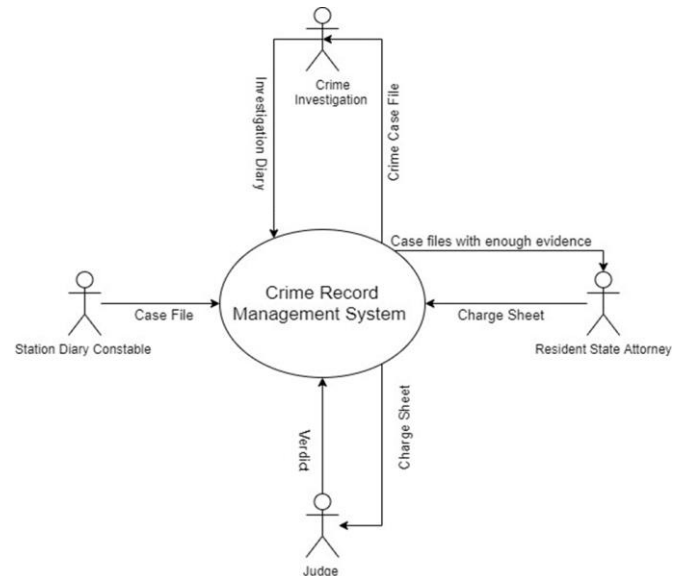 Crime
Investigation
Investigation Diary
Crime Case File
Case files with enough evidence
Crime Record
Management System
Case File
Station Diary Constable
Charge Sheet
Resident State Attorney
Verdict
Charge Sheet
Judge